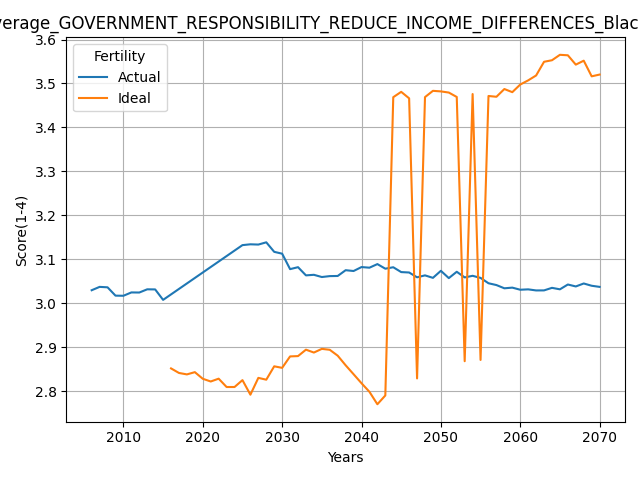 verage_GOVERNMENT_RESPONSIBILITY_REDUCE_INCOME_DIFFERENCES_Blac
Fertility
Actual
Ideal
3.6
3.5
3.4
3.3
3.2
3.1
3.0
2.9
2.8
Score(1-4)
2010 2020 2030 2040 2050 2060 2070
Years